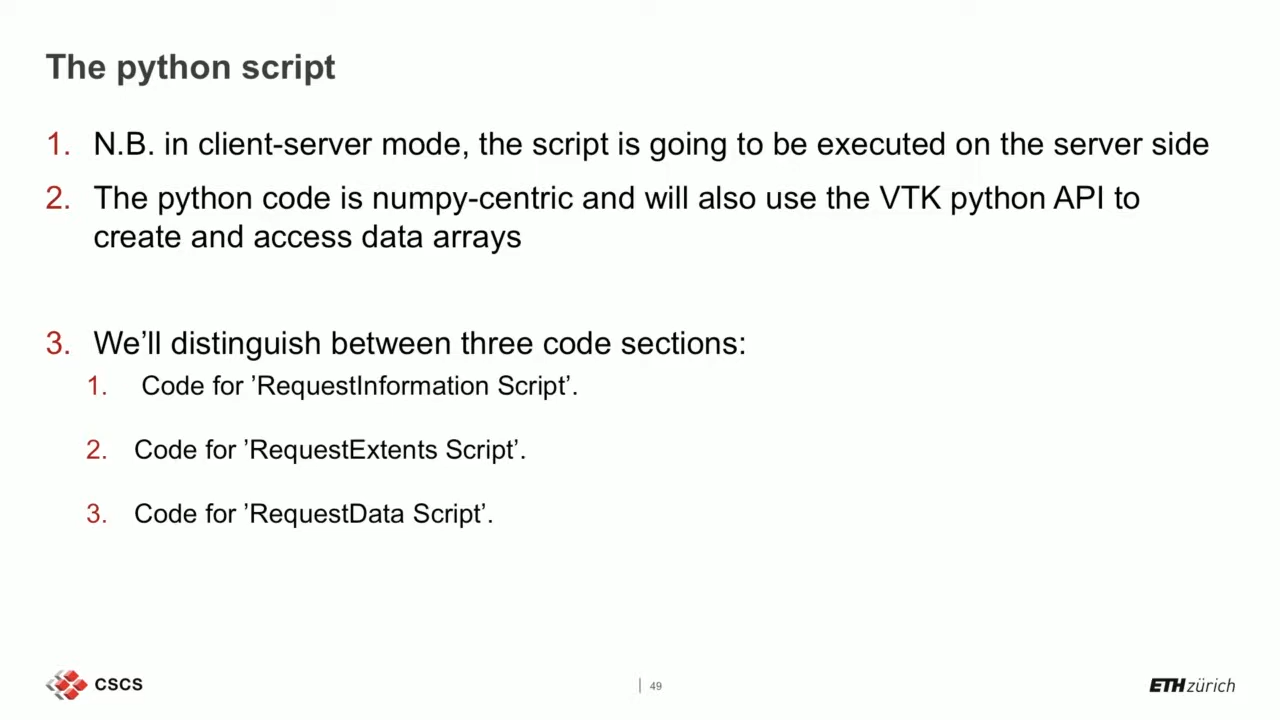 The python script
1. N.B. in client-server mode, the script is going to be executed on the server side
2. The python code is numpy-centric and will also use the VTK python API to
create and access data arrays
3. We’ll distinguish between three code sections:
1. Code for ’RequestInformation Script’.
2. Code for ’RequestExtents Script’.
3. Code for ’RequestData Script’.
CSCS
49
ETH zürich